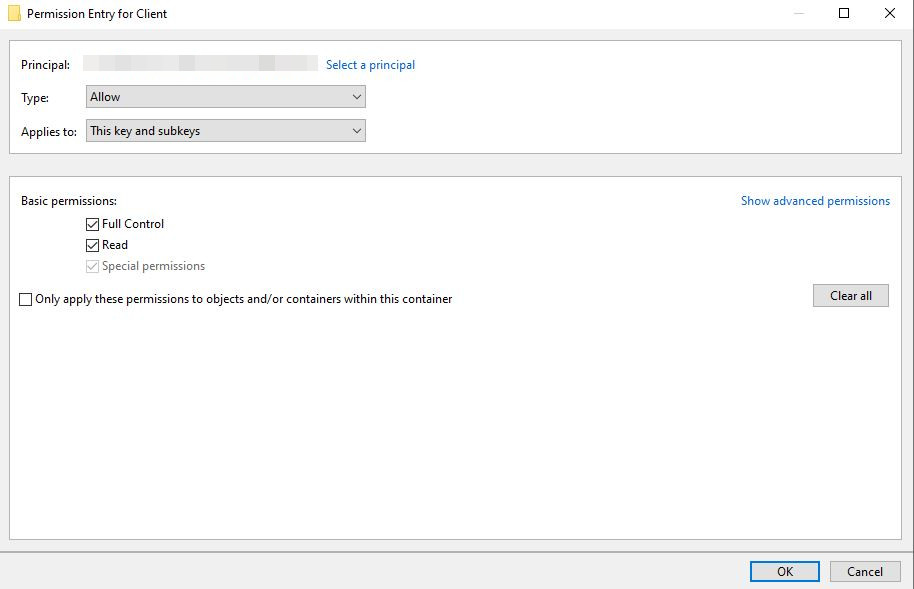 Permission Entry for Client
Principal: Select a principal
Type: Allow
Applies to: This key and subkeys
Basic permissions: Show advanced permissions
Full Control
Read
Special permissions
Only apply these permissions to objects and/or containers within this container
Clear all
OK Cancel